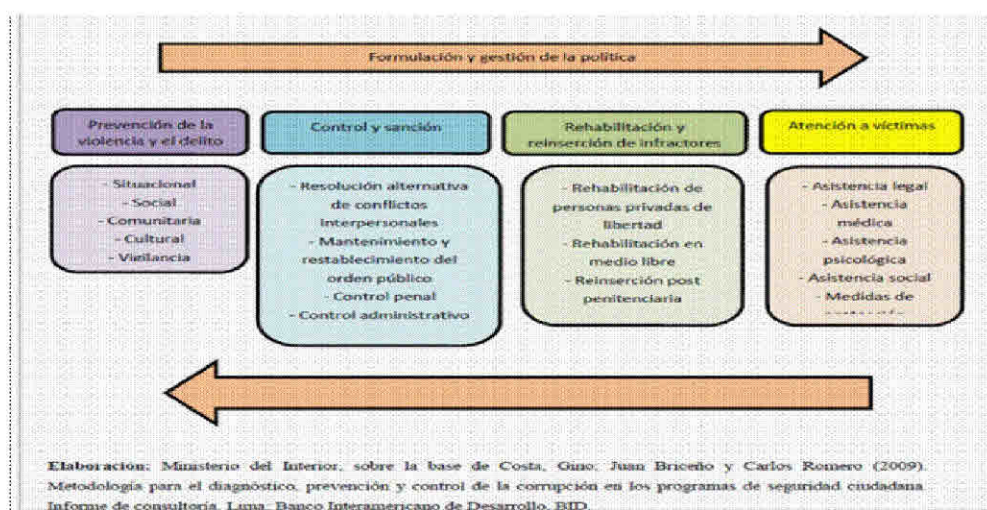 Formulación y gestión de la política
Prevención de la
violencia y el delito
- Situacional
- Social
- Comunitaria
- Cultural
- Vigilancia
Control y sanción
- Resolución alternativa
de conflictos
interpersonales
- Mantenimiento y
restablecimiento del
orden público
- Control penal
- Control administrativo
Rehabilitación y
reinserción de infractores
- Rehabilitación de
personas privadas de
libertad
- Rehabilitación en
medio libre
- Reinserción post
penitenciaria
Atención a víctimas
- Asistencia legal
- Asistencia
médica
- Asistencia
psicológica
- Asistencia social
- Medidas de
Elaboración: Ministerio del Interior, sobre la base de Costa, Gino; Juan Briceño y Carlos Romero (2009).
Metodología para el diagnóstico, prevención y control de la corrupción en los programas de seguridad ciudadana.
Informe de consultoría. Lima: Banco Interamericano de Desarrollo, BID.